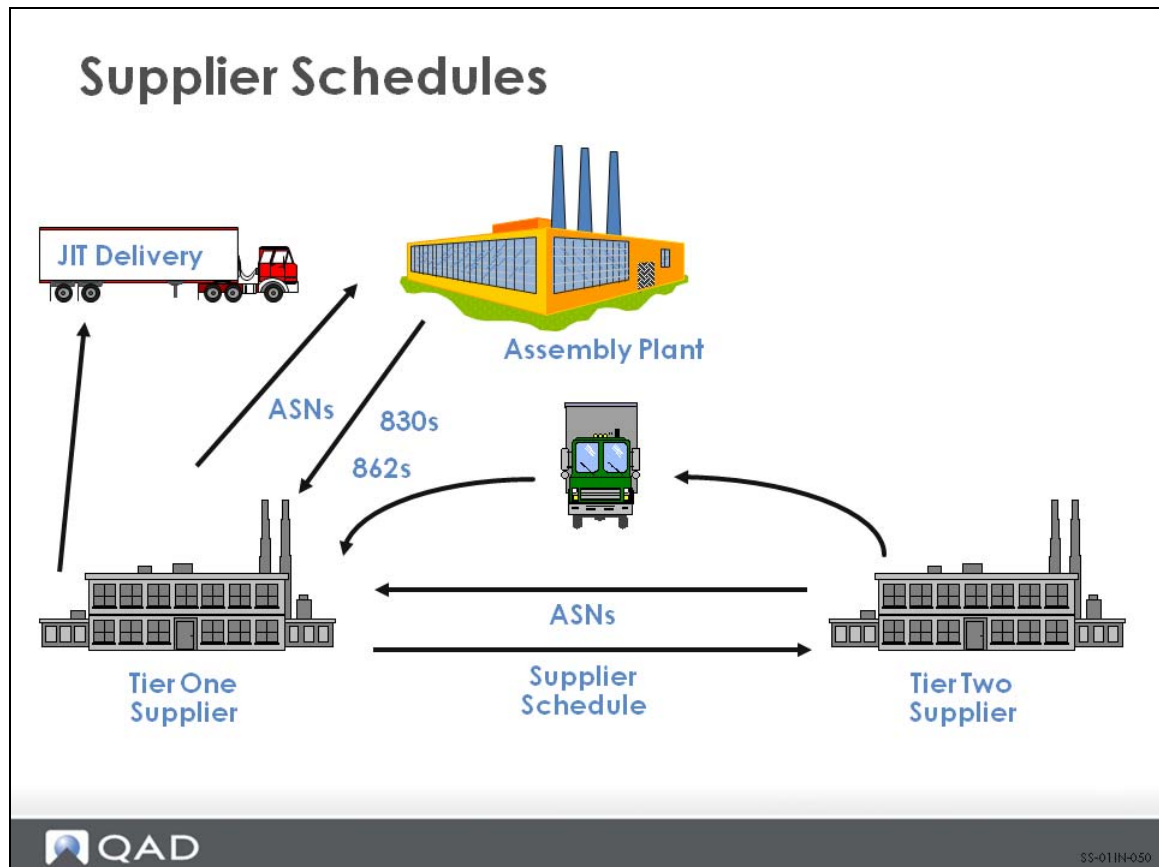 Supplier Schedules
JIT Delivery
Assembly Plant
ASNs
830s
862s
ASNs
Tier One
Supplier
Supplier
Schedule
Tier Two
Supplier
QAD
SS-01IN-050